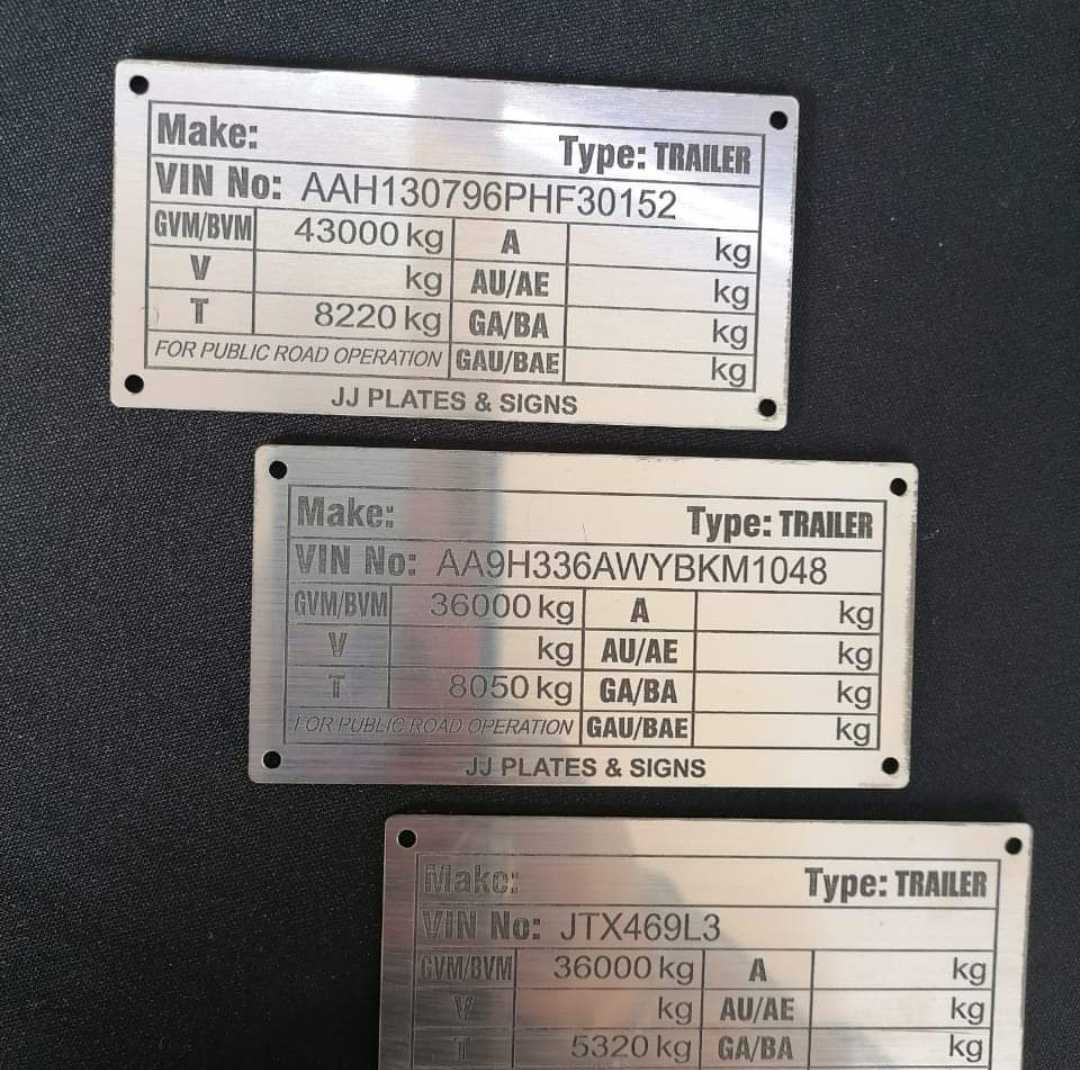 Make: Type: TRAILER
VIN No: AAH130796PHF30152
GVM/BVM 43000 kg A kg
V kg AU/AE kg
T 8220 kg GA/BA kg
FOR PUBLIC ROAD OPERATION GAU/BAE kg
JJ PLATES & SIGNS
Make: Type: TRAILER
VIN No: AA9H336AWYBKM1048
GVM/BVM 36000 kg A kg
V kg AU/AE kg
T 8050 kg GA/BA kg
FOR PUBLIC ROAD OPERATION GAU/BAE kg
JJ PLATES & SIGNS
Make: Type: TRAILER
VIN No: JTX469L3
GVM/BVM 36000 kg A kg
V kg AU/AE kg
T 5320 kg GA/BA kg